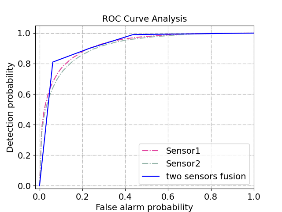 ROC Curve Analysis
1.0
0.8
0.6
0.4
0.2
0.0
Detection probability
Sensor1
Sensor2
two sensors fusion
0.0 0.2 0.4 0.6 0.8 1.0
False alarm probability